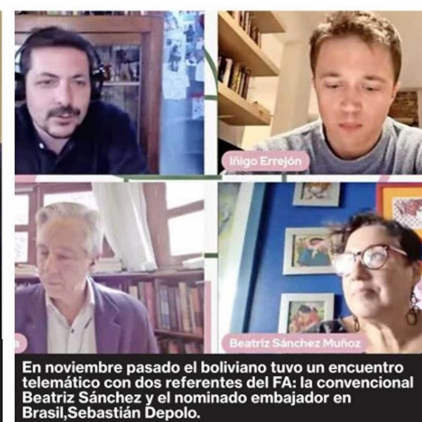 Iñigo Errejón
a
Beatriz Sánchez Muñoz
En noviembre pasado el boliviano tuvo un encuentro
telemático con dos referentes del FA: la convencional
Beatriz Sánchez y el nominado embajador en
Brasil,Sebastián Depolo.